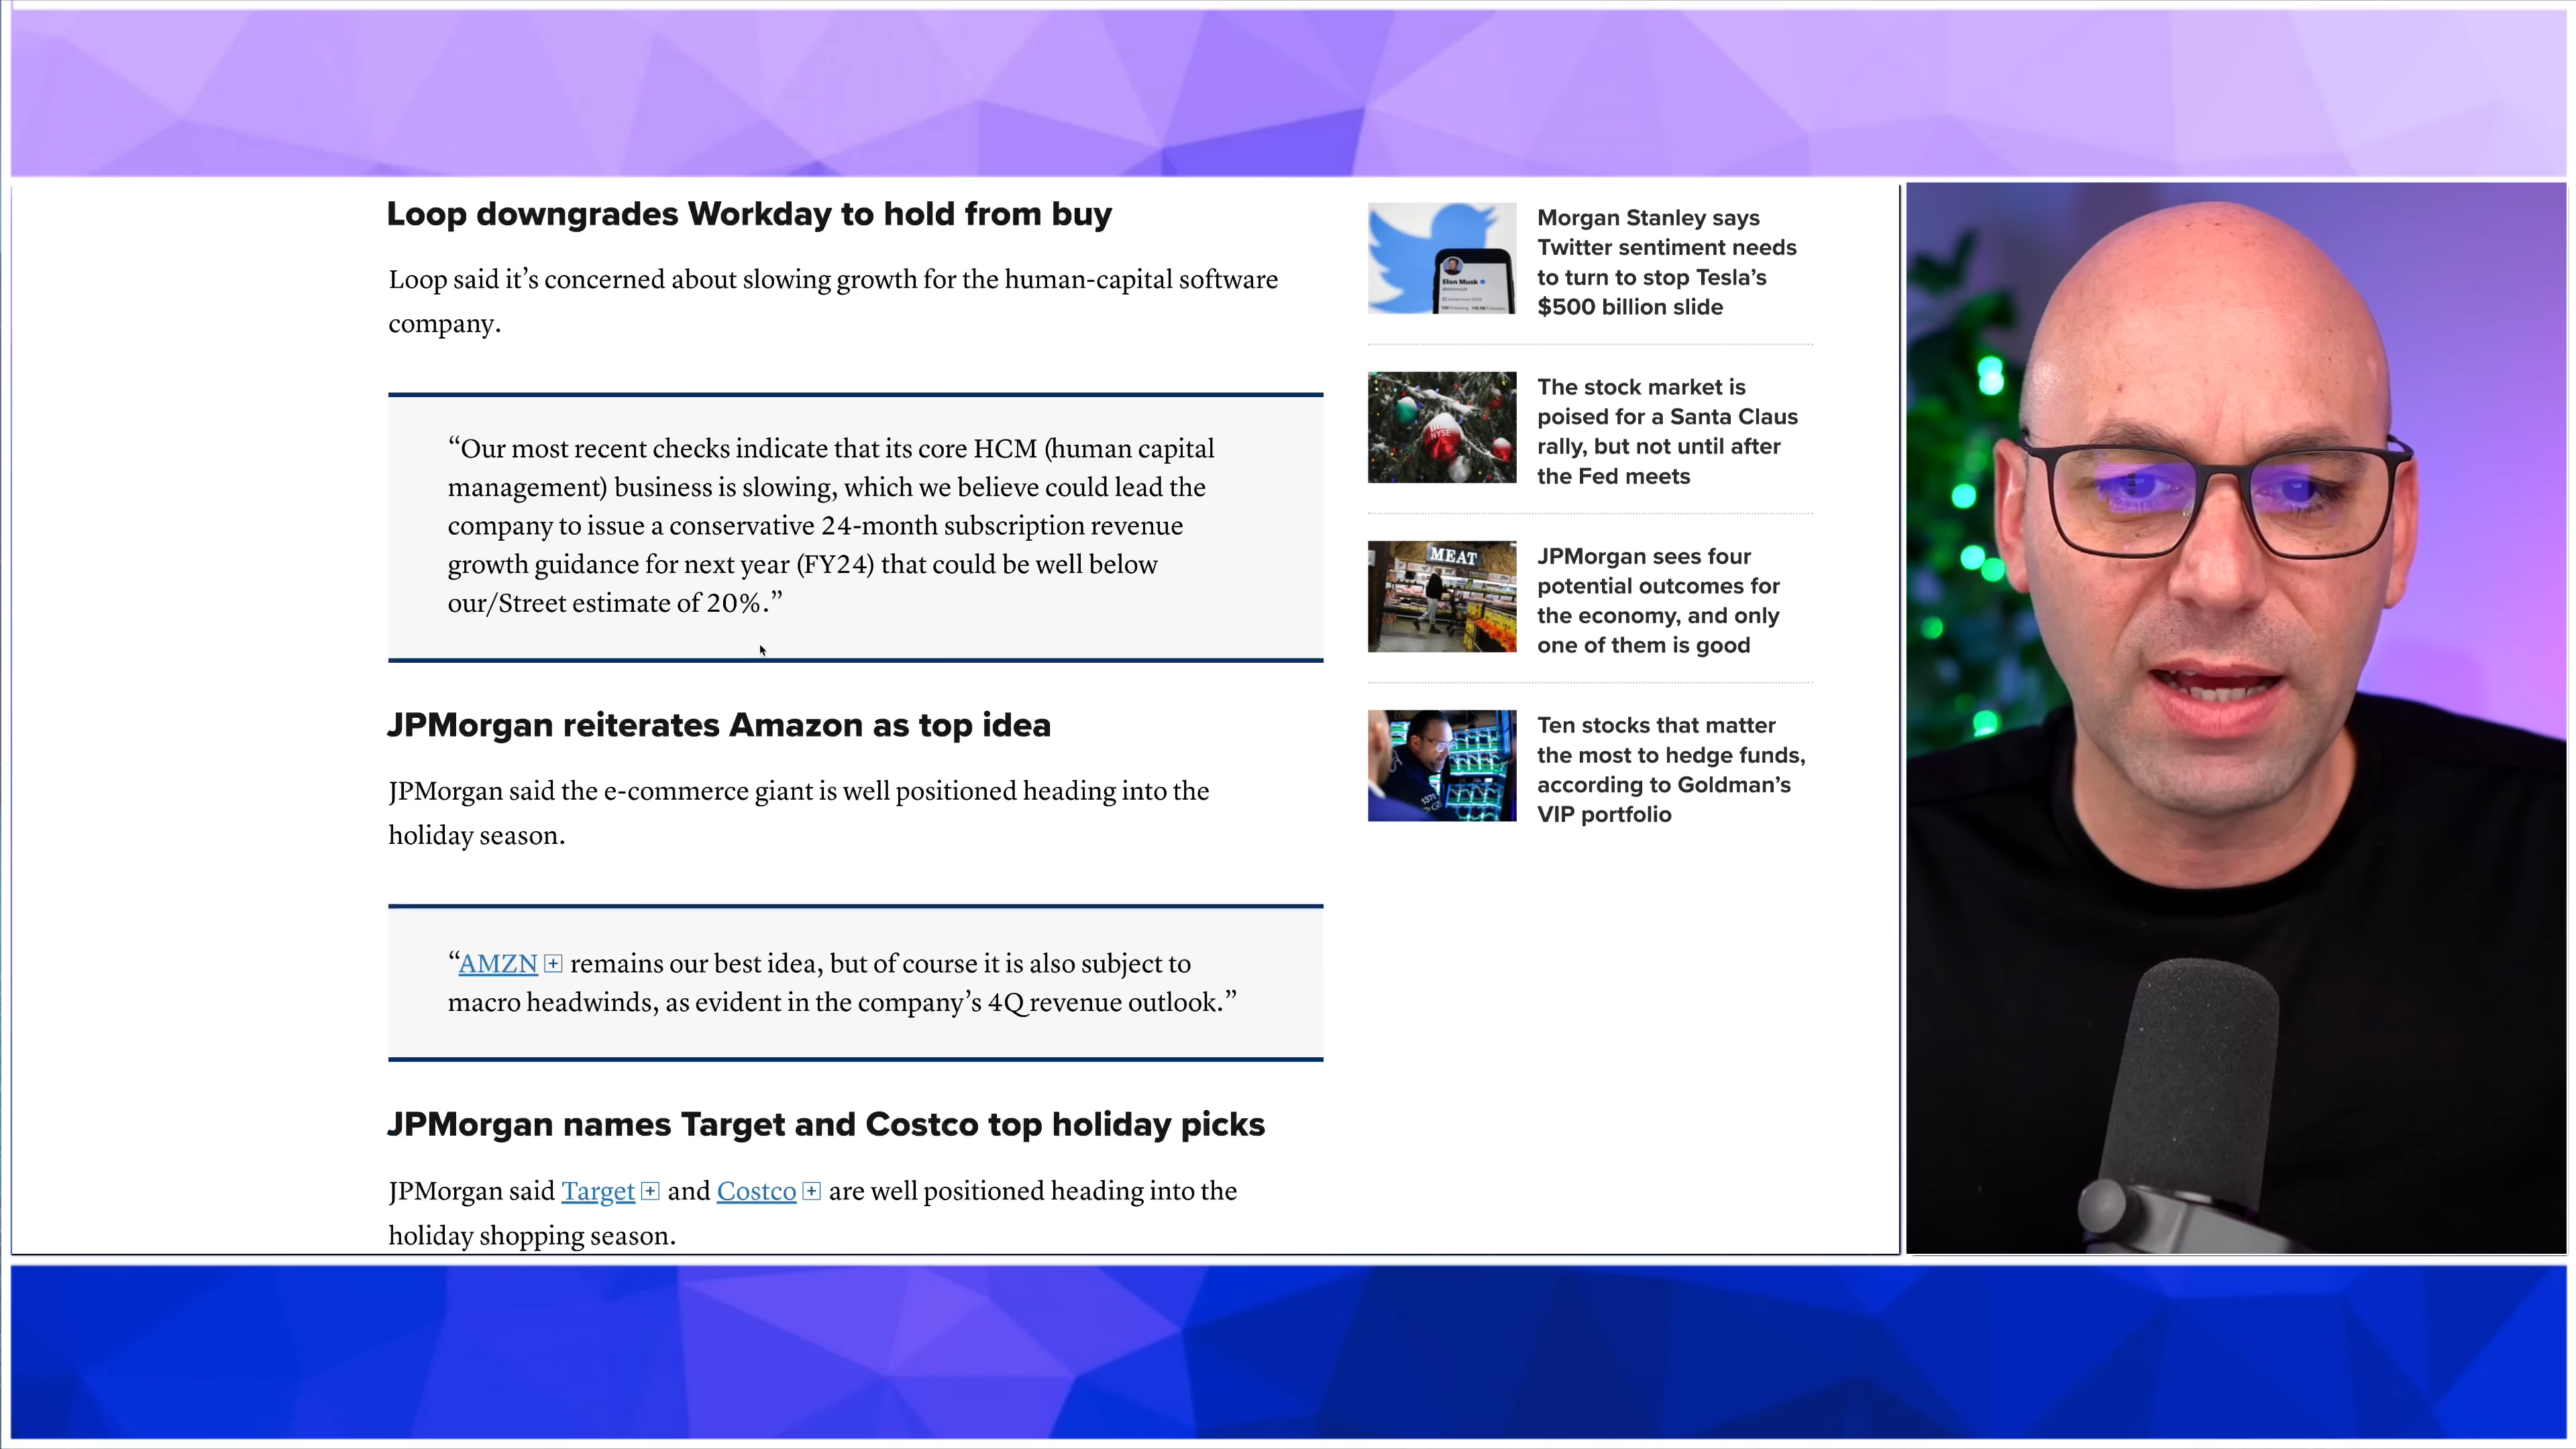 Loop downgrades Workday to hold from buy
Loop said it’s concerned about slowing growth for the human-capital software
company.
“Our most recent checks indicate that its core HCM (human capital
management) business is slowing, which we believe could lead the
company to issue a conservative 24-month subscription revenue
growth guidance for next year (FY24) that could be well below
our/Street estimate of 20%.”
JPMorgan reiterates Amazon as top idea
JPMorgan said the e-commerce giant is well positioned heading into the
holiday season.
“AMZN + remains our best idea, but of course it is also subject to
macro headwinds, as evident in the company’s 4Q revenue outlook.”
JPMorgan names Target and Costco top holiday picks
JPMorgan said Target + and Costco + are well positioned heading into the
holiday shopping season.
Elon Musk
Morgan Stanley says
Twitter sentiment needs
to turn to stop Tesla’s
$500 billion slide
NYSE
The stock market is
poised for a Santa Claus
rally, but not until after
the Fed meets
MEAT
JPMorgan sees four
potential outcomes for
the economy, and only
one of them is good
Ten stocks that matter
the most to hedge funds,
according to Goldman’s
VIP portfolio